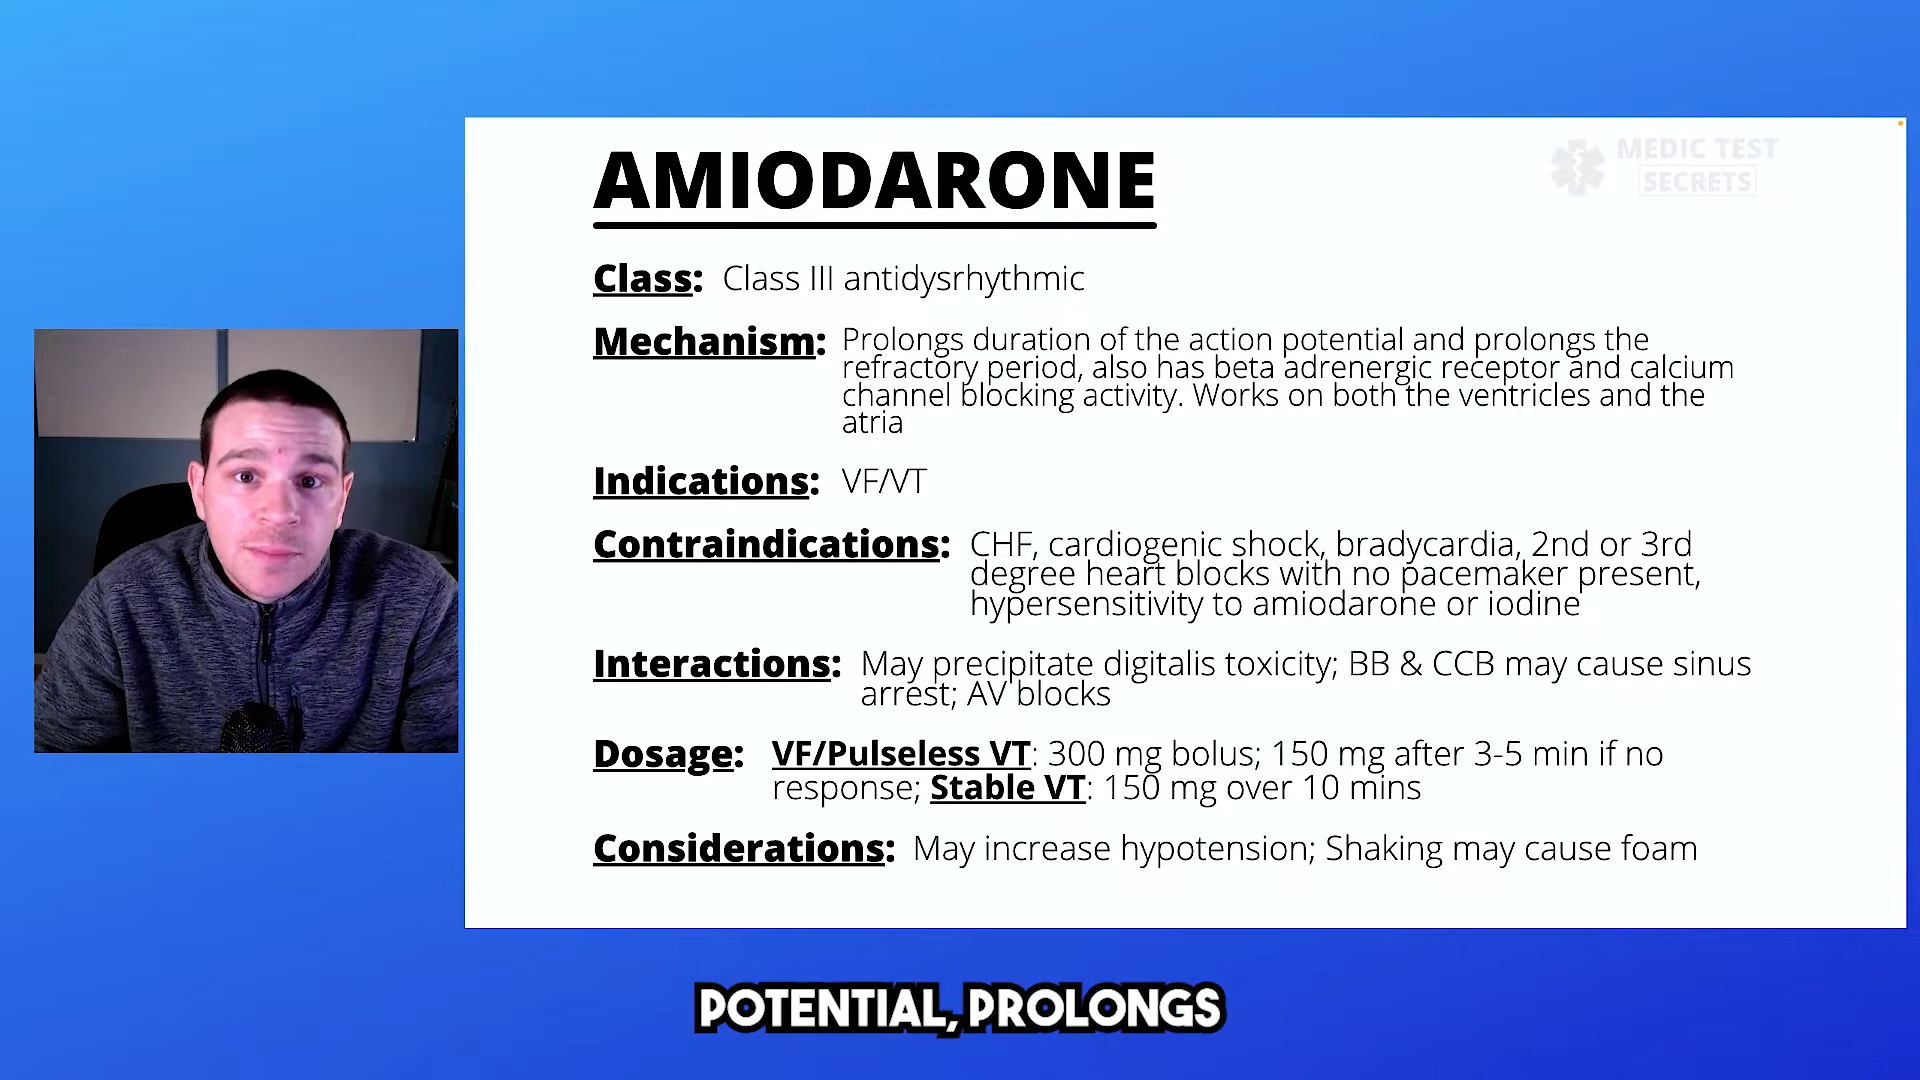 MEDIC TEST
SECRETS
AMIODARONE
Class: Class III antidysrhythmic
Mechanism: Prolongs duration of the action potential and prolongs the
refractory period, also has beta adrenergic receptor and calcium
channel blocking activity. Works on both the ventricles and the
atria
Indications: VF/VT
Contraindications: CHF, cardiogenic shock, bradycardia, 2nd or 3rd
degree heart blocks with no pacemaker present,
hypersensitivity to amiodarone or iodine
Interactions: May precipitate digitalis toxicity; BB & CCB may cause sinus
arrest; AV blocks
Dosage: VF/Pulseless VT: 300 mg bolus; 150 mg after 3-5 min if no
response; Stable VT: 150 mg over 10 mins
Considerations: May increase hypotension; Shaking may cause foam
POTENTIAL, PROLONGS